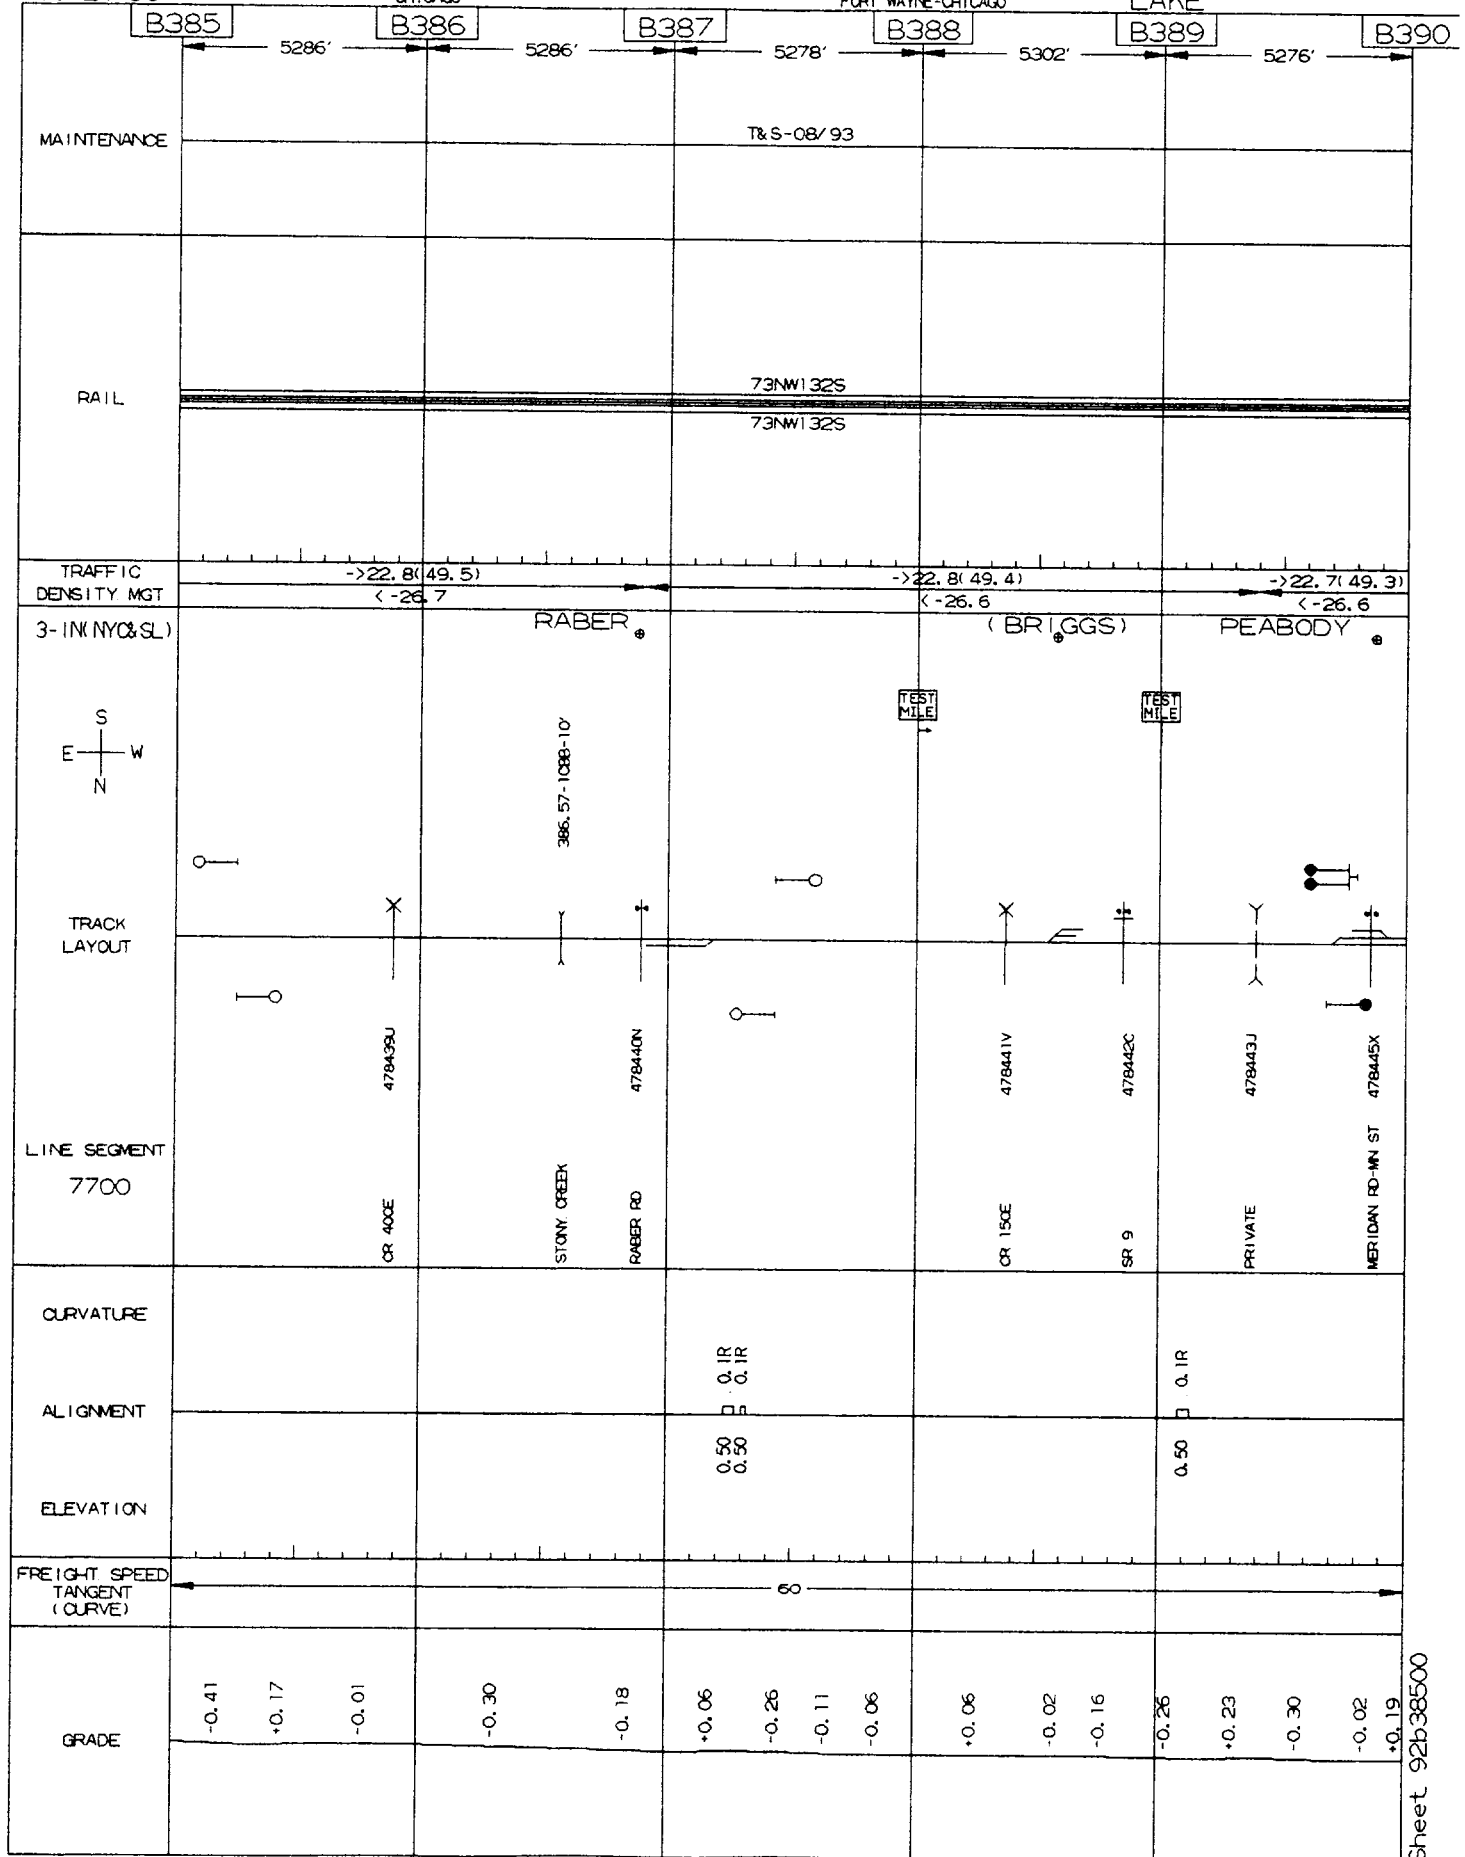 CHICAGO
FORT WAYNE-CHICAGO
LAKE
B385
B386
B387
B388
B389
B390
5286' 5286' 5278' 5302' 5276'
MAINTENANCE
T&S-08/93
RAIL
73NW132S
73NW132S
TRAFFIC
DENSITY MGT
->22.8(49.5)
<-26.7
->22.8(49.4)
<-26.6
->22.7(49.3)
<-26.6
3-IN(NYC&SL)
RABER
(BRIGGS)
PEABODY
S
E W
N
TEST
MILE
TEST
MILE
386.57-1CBB-10'
TRACK
LAYOUT
478439U
478440N
478441V
478442C
478443J
478445X
LINE SEGMENT
7700
CR 400E
STONY CREEK
RABER RD
CR 150E
SR 9
PRIVATE
MERIDAN RD-MN ST
CURVATURE
0.1R
0.1R
0.1R
ALIGNMENT
0.50
0.50
0.50
ELEVATION
FREIGHT SPEED
TANGENT
(CURVE)
60
GRADE
-0.41
+0.17
-0.01
-0.30
-0.18
+0.06
-0.26
-0.11
-0.06
+0.06
-0.02
-0.16
-0.26
+0.23
-0.30
-0.02
+0.19
Sheet 92b38500